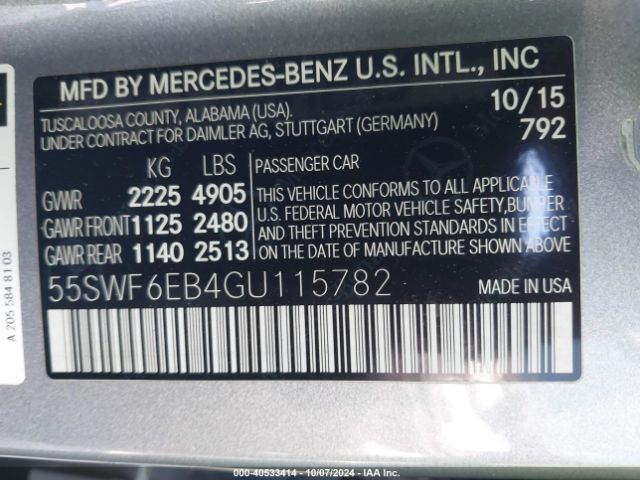 MFD BY MERCEDES-BENZ U.S. INTL., INC
TUSCALOOSA COUNTY, ALABAMA (USA).
UNDER CONTRACT FOR DAIMLER AG, STUTTGART (GERMANY)
10/15
792
KG LBS
GVWR 2225 4905
GAWR FRONT 1125 2480
GAWR REAR 1140 2513
PASSENGER CAR
THIS VEHICLE CONFORMS TO ALL APPLICABLE
U.S. FEDERAL MOTOR VEHICLE SAFETY,BUMPER
AND THEFT PREVENTION STANDARDS IN EFFECT
ON THE DATE OF MANUFACTURE SHOWN ABOVE
55SWF6EB4GU115782
MADE IN USA
A 205 584 81 03
000-40533414 - 10/07/2024 - IAA Inc.